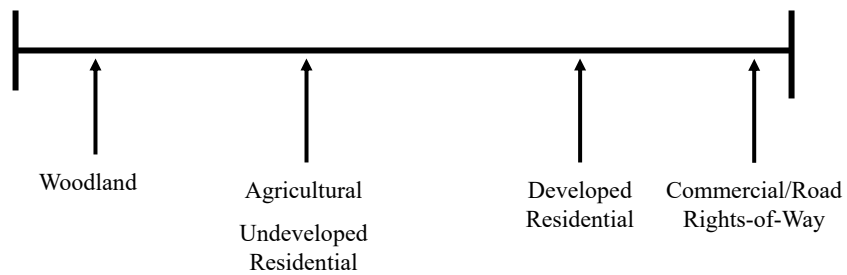 Woodland
Agricultural
Undeveloped
Residential
Developed
Residential
Commercial/Road
Rights-of-Way